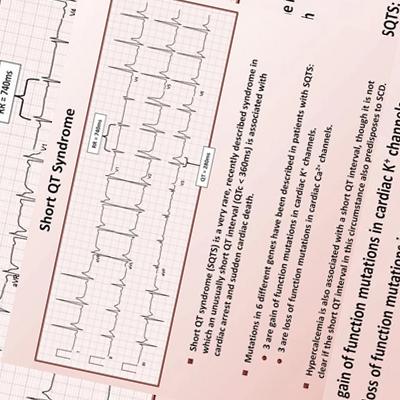 Short QT Syndrome
RR = 740ms
QT = 280ms
Short QT syndrome (SQTS) is a very rare, recently described syndrome in
which an unusually short QT interval (QTc < 360ms) is associated with
cardiac arrest and sudden cardiac death.
Mutations in 6 different genes have been described in patients with SQTS:
3 are gain of function mutations in cardiac K⁺ channels.
3 are loss of function mutations in cardiac Ca²⁺ channels.
Hypercalcemia is also associated with a short QT interval, though it is not
clear if the short QT interval in this circumstance also predisposes to SCD.
RR = 740ms
V4
V1
aVR
SQTS:
gain of function mutations in cardiac K⁺ channels
loss of function mutations